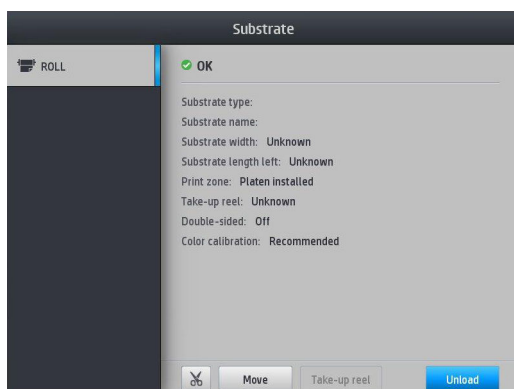 Substrate
ROLL
OK
Substrate type:
Substrate name:
Substrate width: Unknown
Substrate length left: Unknown
Print zone: Platen installed
Take-up reel: Unknown
Double-sided: Off
Color calibration: Recommended
Move
Take-up reel
Unload